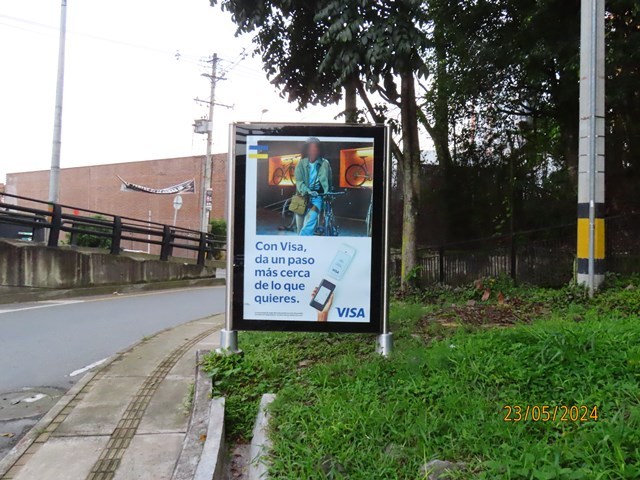 Con Visa,
da un paso
más cerca
de lo que
quieres.
VISA
23/05/2024